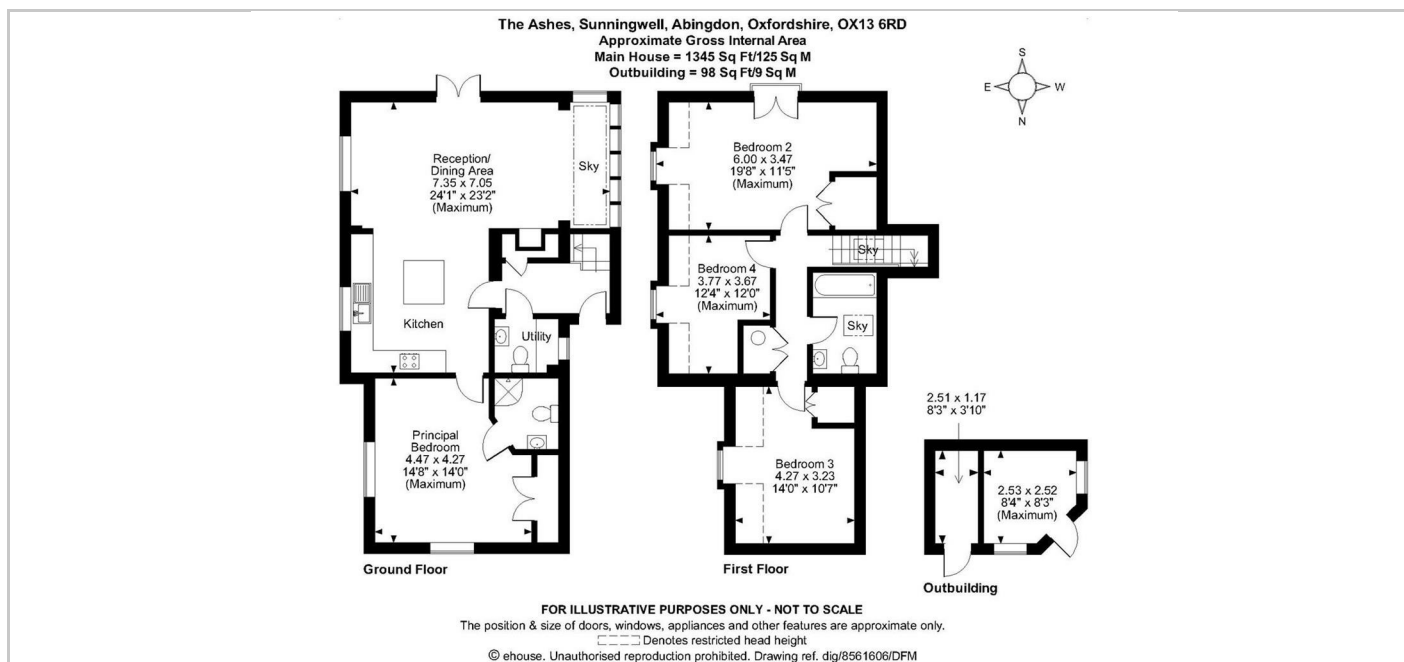 The Ashes, Sunningwell, Abingdon, Oxfordshire, OX13 6RD
Approximate Gross Internal Area
Main House = 1345 Sq Ft/125 Sq M
Outbuilding = 98 Sq Ft/9 Sq M
S
E
W
N
Reception/
Dining Area
7.35 x 7.05
24'1" x 23'2"
(Maximum)
Sky
Kitchen
Utility
Principal
Bedroom
4.47 x 4.27
14'8" x 14'0"
(Maximum)
Ground Floor
Bedroom 2
6.00 x 3.47
19'8" x 11'5"
(Maximum)
Sky
Bedroom 4
3.77 x 3.67
12'4" x 12'0"
(Maximum)
Sky
Bedroom 3
4.27 x 3.23
14'0" x 10'7"
First Floor
2.51 x 1.17
8'3" x 3'10"
2.53 x 2.52
8'4" x 8'3"
(Maximum)
Outbuilding
FOR ILLUSTRATIVE PURPOSES ONLY - NOT TO SCALE
The position & size of doors, windows, appliances and other features are approximate only.
Denotes restricted head height
© ehouse. Unauthorised reproduction prohibited. Drawing ref. dig/8561606/DFM